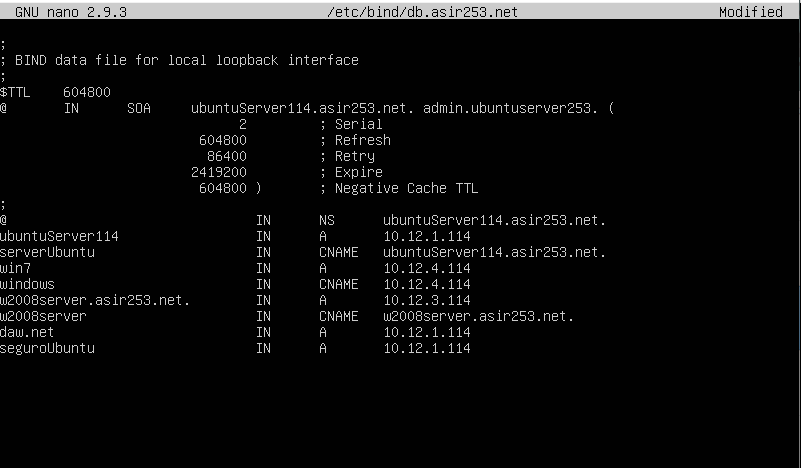 GNU nano 2.9.3 /etc/bind/db.asir253.net Modified
;
; BIND data file for local loopback interface
;
$TTL 604800
@ IN SOA ubuntuServer114.asir253.net. admin.ubuntuserver253. (
2 ; Serial
604800 ; Refresh
86400 ; Retry
2419200 ; Expire
604800 ) ; Negative Cache TTL
;
@ IN NS ubuntuServer114.asir253.net.
ubuntuServer114 IN A 10.12.1.114
serverUbuntu IN CNAME ubuntuServer114.asir253.net.
win7 IN A 10.12.4.114
windows IN CNAME 10.12.4.114
w2008server.asir253.net. IN A 10.12.3.114
w2008server IN CNAME w2008server.asir253.net.
daw.net IN A 10.12.1.114
seguroUbuntu IN A 10.12.1.114